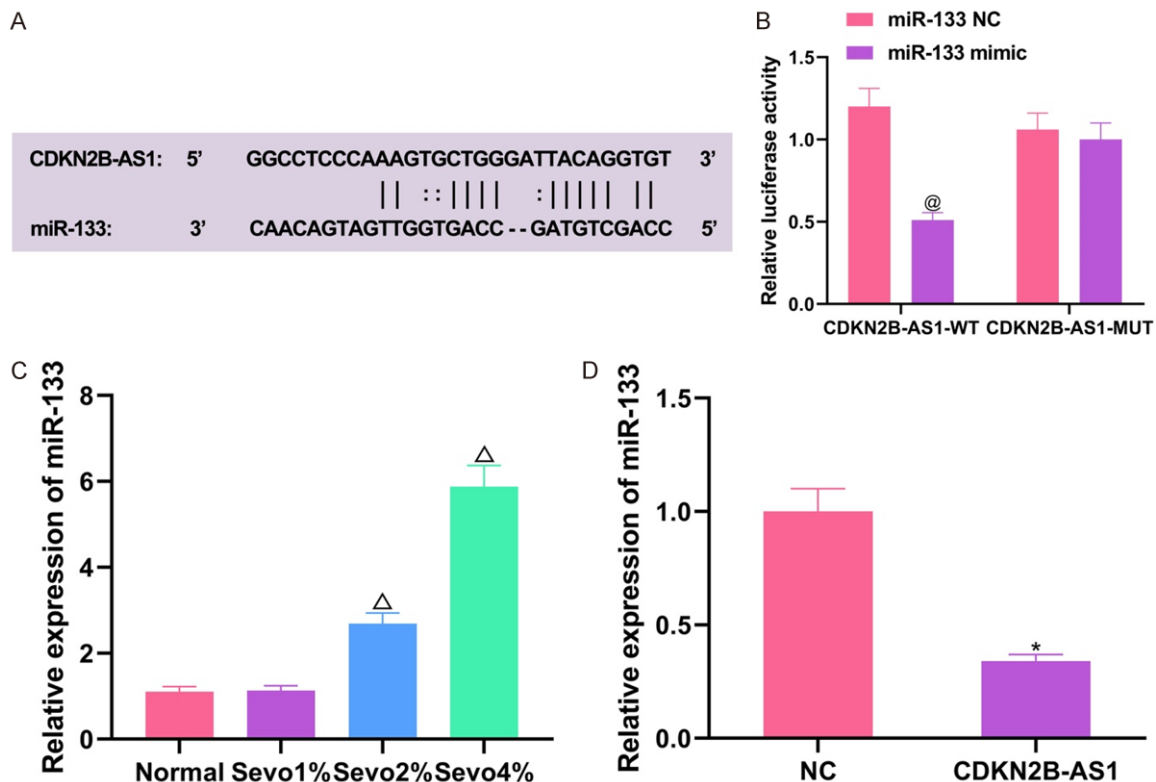 A
CDKN2B-AS1: 5’ GGCCTCCCAAAGTGCTGGGATTACAGGTGT 3’
|| ::|||| :||||| ||
miR-133: 3’ CAACAGTAGTTGGTGACC--GATGTCGACC 5’
B
miR-133 NC
miR-133 mimic
Relative luciferase activity
1.5
1.0
0.5
0.0
@
CDKN2B-AS1-WT CDKN2B-AS1-MUT
C
Relative expression of miR-133
8
6
4
2
0
△
△
Normal Sevo1% Sevo2% Sevo4%
D
Relative expression of miR-133
1.5
1.0
0.5
0.0
*
NC CDKN2B-AS1